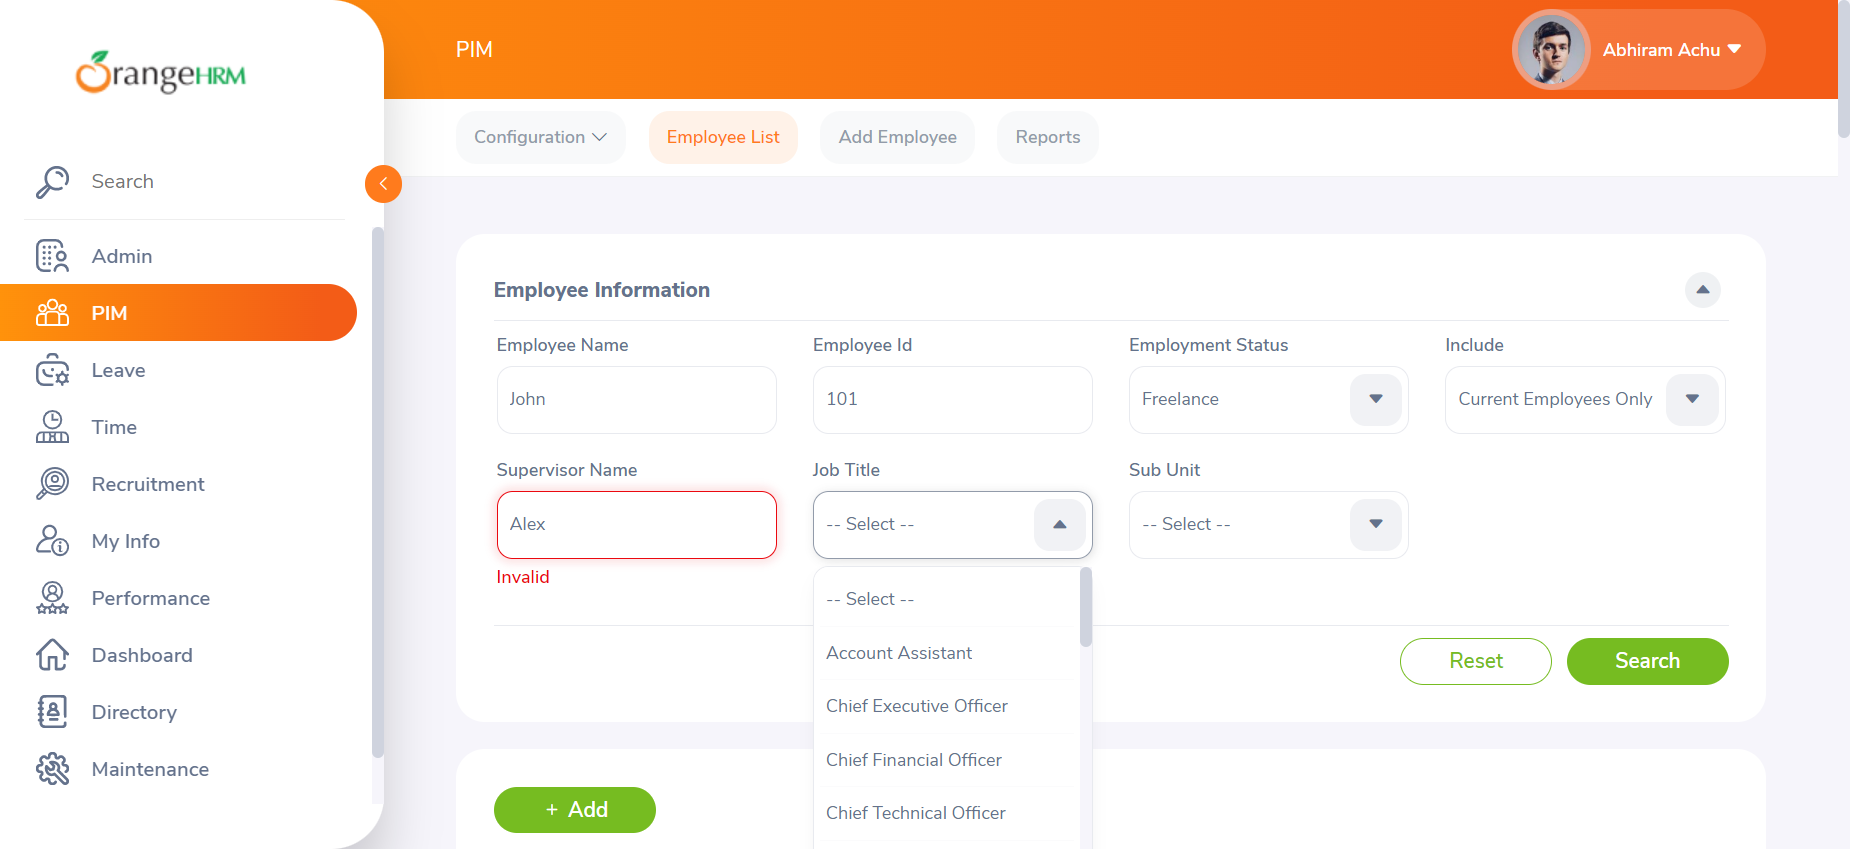 OrangeHRM
PIM
Abhiram Achu
Configuration
Employee List
Add Employee
Reports
Search
Admin
PIM
Leave
Time
Recruitment
My Info
Performance
Dashboard
Directory
Maintenance
Employee Information
Employee Name
Employee Id
Employment Status
Include
John
101
Freelance
Current Employees Only
Supervisor Name
Job Title
Sub Unit
Alex
-- Select --
-- Select --
Invalid
-- Select --
Account Assistant
Chief Executive Officer
Chief Financial Officer
Chief Technical Officer
Reset
Search
+ Add